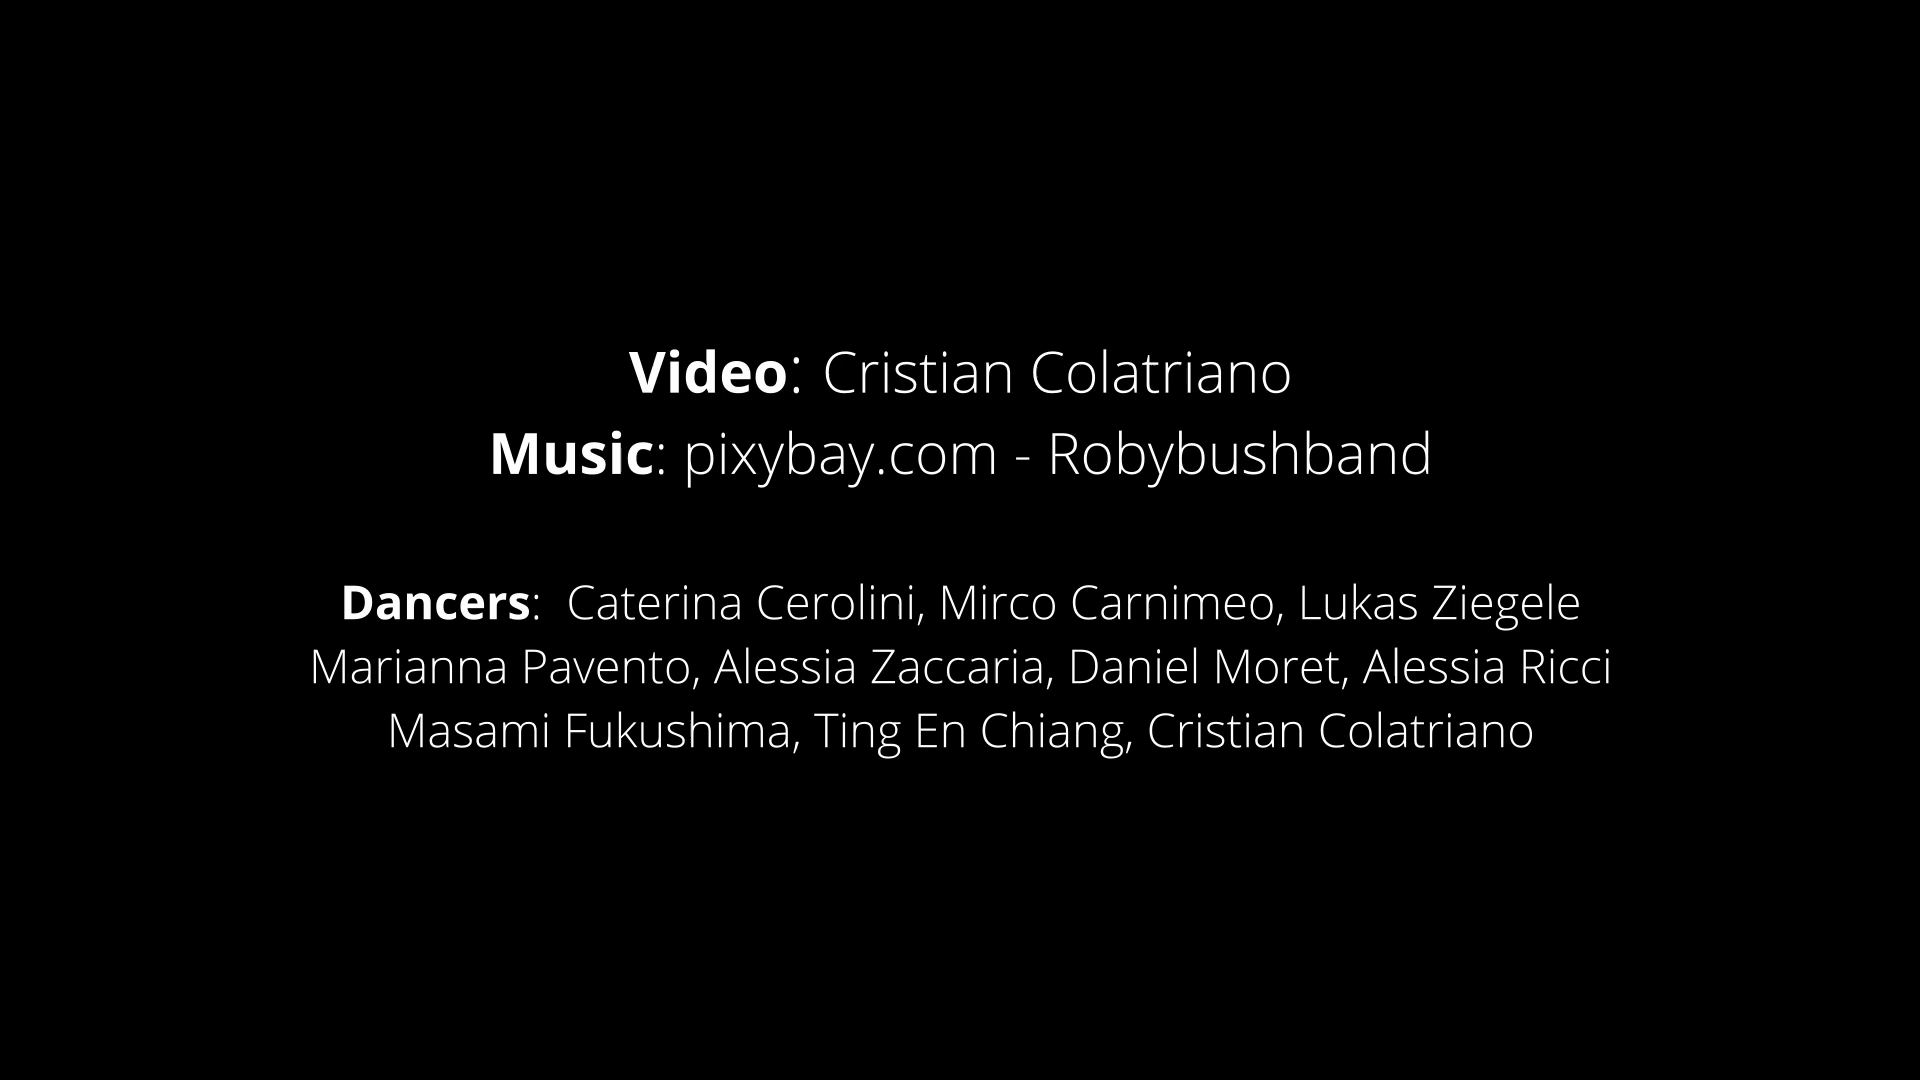 Video: Cristian Colatriano
Music: pixybay.com - Robybushband
Dancers:  Caterina Cerolini, Mirco Carnimeo, Lukas Ziegele
Marianna Pavento, Alessia Zaccaria, Daniel Moret, Alessia Ricci
Masami Fukushima, Ting En Chiang, Cristian Colatriano